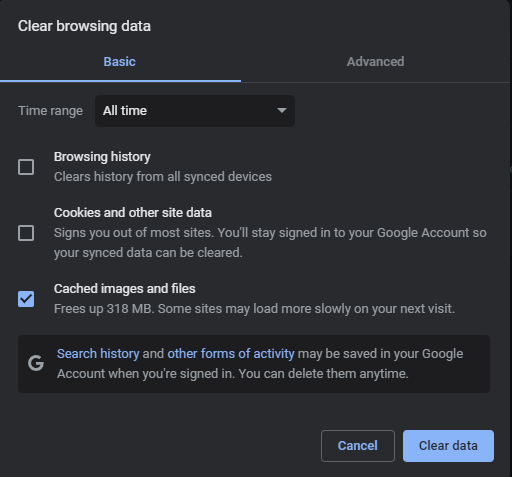 Clear browsing data
Basic
Advanced
Time range
All time
Browsing history
Clears history from all synced devices
Cookies and other site data
Signs you out of most sites. You'll stay signed in to your Google Account so
your synced data can be cleared.
Cached images and files
Frees up 318 MB. Some sites may load more slowly on your next visit.
G
Search history and other forms of activity may be saved in your Google
Account when you're signed in. You can delete them anytime.
Cancel
Clear data